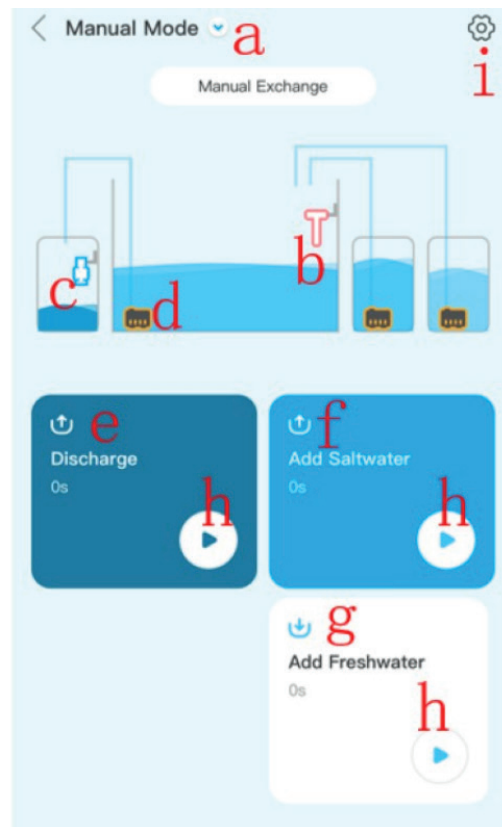 Manual Mode a
i
Manual Exchange
b
c d
e f
Discharge Add Saltwater
0s 0s
h h
g
Add Freshwater
0s
h